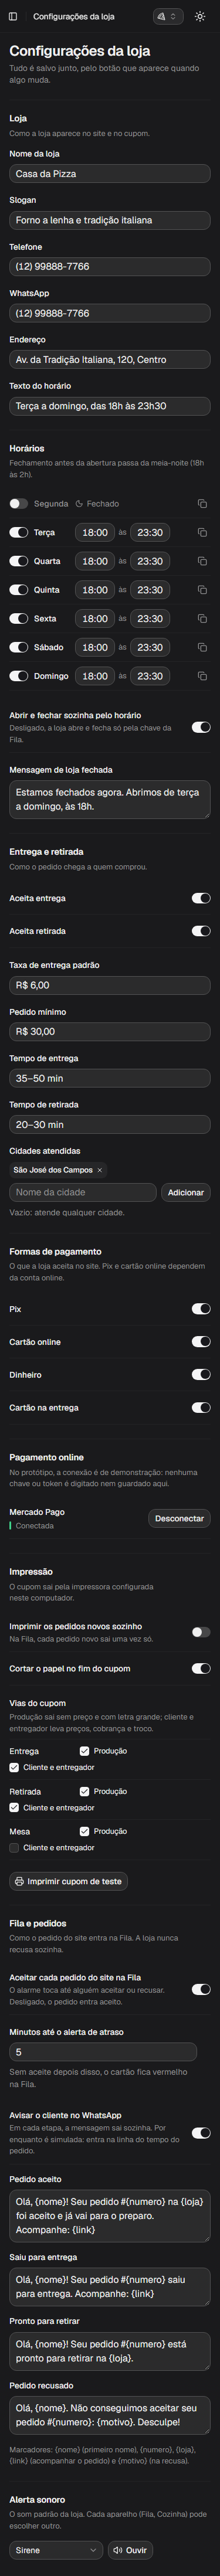 Configurações da loja
Configurações da loja
Tudo é salvo junto, pelo botão que aparece quando
algo muda.
Loja
Como a loja aparece no site e no cupom.
Nome da loja
Casa da Pizza
Slogan
Forno a lenha e tradição italiana
Telefone
(12) 99888-7766
WhatsApp
(12) 99888-7766
Endereço
Av. da Tradição Italiana, 120, Centro
Texto do horário
Terça a domingo, das 18h às 23h30
Horários
Fechamento antes da abertura passa da meia-noite (18h
às 2h).
Segunda Fechado
Terça 18:00 às 23:30
Quarta 18:00 às 23:30
Quinta 18:00 às 23:30
Sexta 18:00 às 23:30
Sábado 18:00 às 23:30
Domingo 18:00 às 23:30
Abrir e fechar sozinha pelo horário
Desligado, a loja abre e fecha só pela chave da
Fila.
Mensagem de loja fechada
Estamos fechados agora. Abrimos de terça
a domingo, às 18h.
Entrega e retirada
Como o pedido chega a quem comprou.
Aceita entrega
Aceita retirada
Taxa de entrega padrão
R$ 6,00
Pedido mínimo
R$ 30,00
Tempo de entrega
35–50 min
Tempo de retirada
20–30 min
Cidades atendidas
São José dos Campos ×
Nome da cidade Adicionar
Vazio: atende qualquer cidade.
Formas de pagamento
O que a loja aceita no site. Pix e cartão online dependem
da conta online.
Pix
Cartão online
Dinheiro
Cartão na entrega
Pagamento online
No protótipo, a conexão é de demonstração: nenhuma
chave ou token é digitado nem guardado aqui.
Mercado Pago
Conectada
Desconectar
Impressão
O cupom sai pela impressora configurada
neste computador.
Imprimir os pedidos novos sozinho
Na Fila, cada pedido novo sai uma vez só.
Cortar o papel no fim do cupom
Vias do cupom
Produção sai sem preço e com letra grande; cliente e
entregador leva preços, cobrança e troco.
Entrega Produção
Cliente e entregador
Retirada Produção
Cliente e entregador
Mesa Produção
Cliente e entregador
Imprimir cupom de teste
Fila e pedidos
Como o pedido do site entra na Fila. A loja nunca
recusa sozinha.
Aceitar cada pedido do site na Fila
O alarme toca até alguém aceitar ou recusar.
Desligado, o pedido entra aceito.
Minutos até o alerta de atraso
5
Sem aceite depois disso, o cartão fica vermelho
na Fila.
Avisar o cliente no WhatsApp
Em cada etapa, a mensagem sai sozinha. Por
enquanto é simulada: entra na linha do tempo do
pedido.
Pedido aceito
Olá, {nome}! Seu pedido #{numero} na {loja}
foi aceito e já vai para o preparo.
Acompanhe: {link}
Saiu para entrega
Olá, {nome}! Seu pedido #{numero} saiu
para entrega. Acompanhe: {link}
Pronto para retirar
Olá, {nome}! Seu pedido #{numero} está
pronto para retirar na {loja}.
Pedido recusado
Olá, {nome}. Não conseguimos aceitar seu
pedido #{numero}: {motivo}. Desculpe!
Marcadores: {nome} (primeiro nome), {numero}, {loja},
{link} (acompanhar o pedido) e {motivo} (na recusa).
Alerta sonoro
O som padrão da loja. Cada aparelho (Fila, Cozinha) pode
escolher outro.
Sirene Ouvir